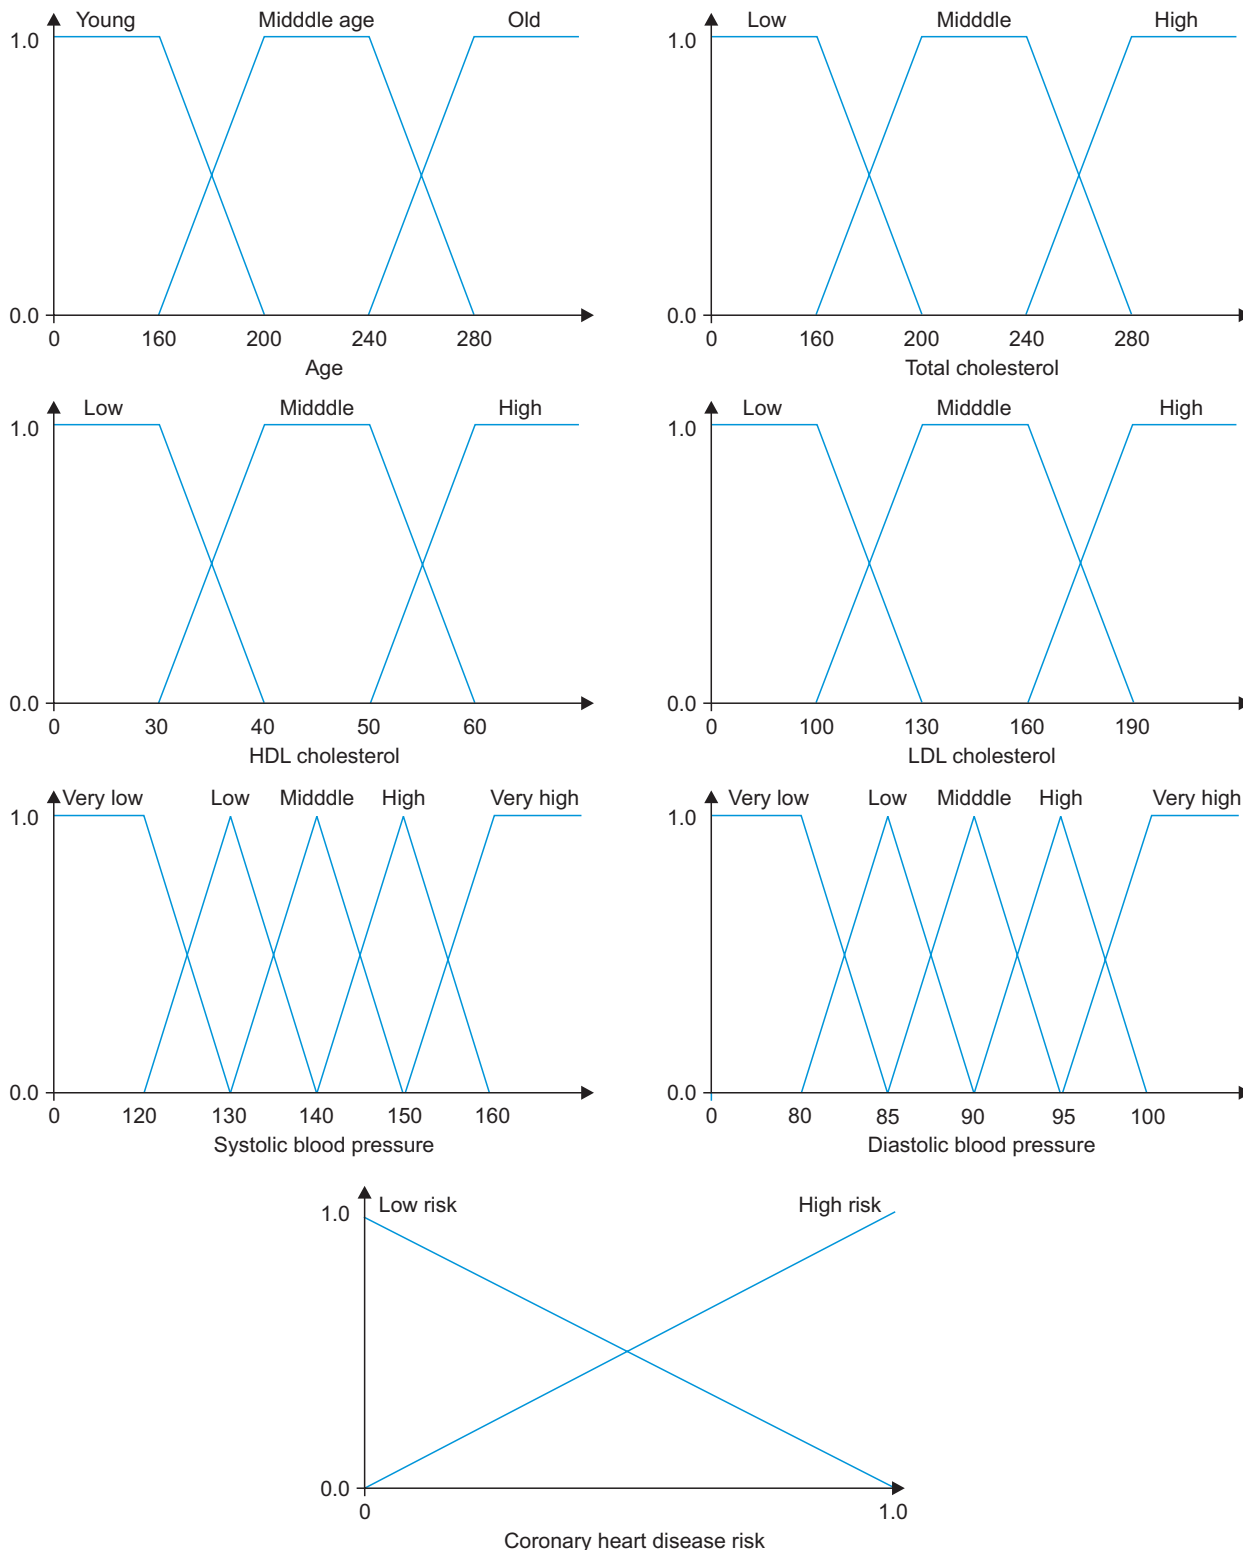 Young Midddle age Old
1.0
0.0
0 160 200 240 280
Age
Low Midddle High
1.0
0.0
0 160 200 240 280
Total cholesterol
Low Midddle High
1.0
0.0
0 30 40 50 60
HDL cholesterol
Low Midddle High
1.0
0.0
0 100 130 160 190
LDL cholesterol
Very low Low Midddle High Very high
1.0
0.0
0 120 130 140 150 160
Systolic blood pressure
Very low Low Midddle High Very high
1.0
0.0
0 80 85 90 95 100
Diastolic blood pressure
Low risk High risk
1.0
0.0
0 1.0
Coronary heart disease risk